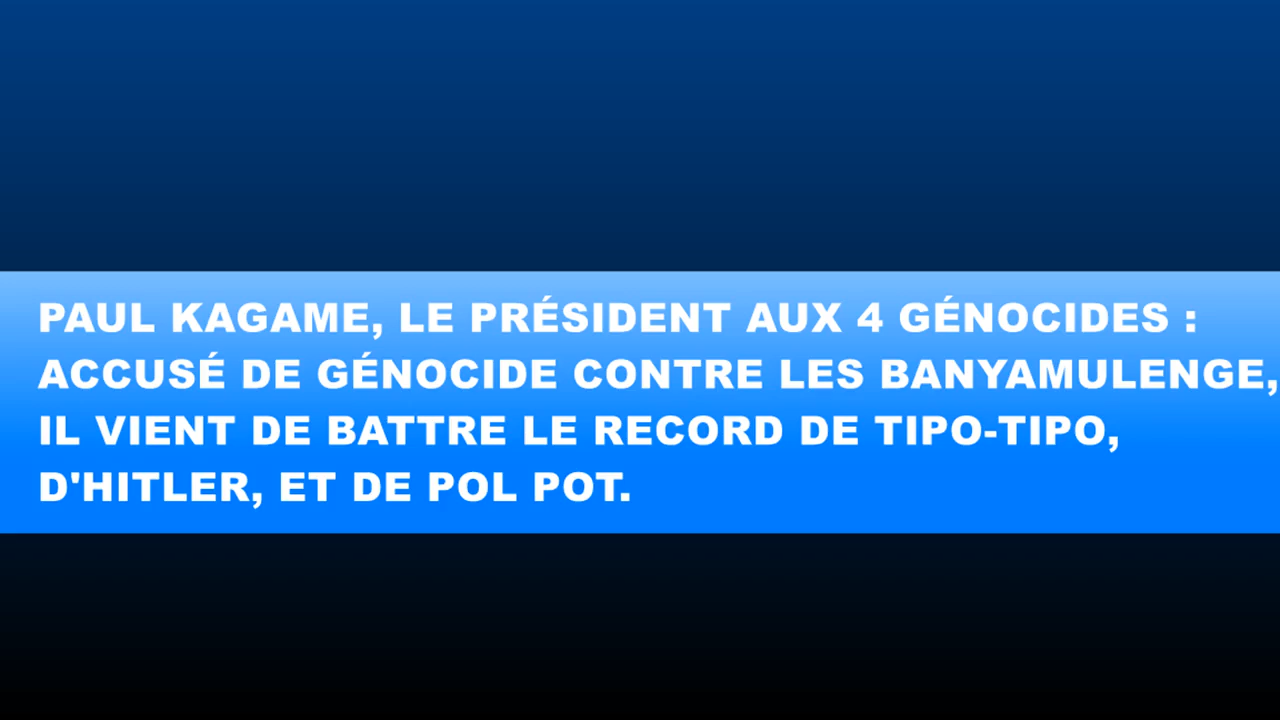 PAUL KAGAME, LE PRÉSIDENT AUX 4 GÉNOCIDES :
ACCUSÉ DE GÉNOCIDE CONTRE LES BANYAMULENGE,
IL VIENT DE BATTRE LE RECORD DE TIPO-TIPO,
D'HITLER, ET DE POL POT.